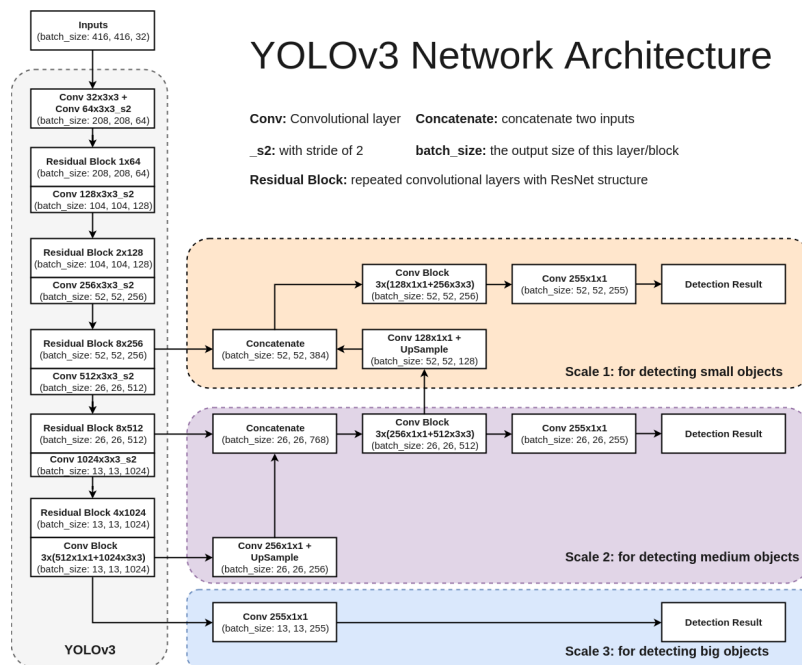 Inputs
(batch_size: 416, 416, 32)
YOLOv3 Network Architecture
Conv: Convolutional layer
Concatenate: concatenate two inputs
_s2: with stride of 2
batch_size: the output size of this layer/block
Residual Block: repeated convolutional layers with ResNet structure
Conv 32x3x3 +
Conv 64x3x3_s2
(batch_size: 208, 208, 64)
Residual Block 1x64
(batch_size: 208, 208, 64)
Conv 128x3x3_s2
(batch_size: 104, 104, 128)
Residual Block 2x128
(batch_size: 104, 104, 128)
Conv 256x3x3_s2
(batch_size: 52, 52, 256)
Residual Block 8x256
(batch_size: 52, 52, 256)
Conv 512x3x3_s2
(batch_size: 26, 26, 512)
Residual Block 8x512
(batch_size: 26, 26, 512)
Conv 1024x3x3_s2
(batch_size: 13, 13, 1024)
Residual Block 4x1024
(batch_size: 13, 13, 1024)
Conv Block
3x(512x1x1+1024x3x3)
(batch_size: 13, 13, 1024)
YOLOv3
Conv Block
3x(128x1x1+256x3x3)
(batch_size: 52, 52, 256)
Conv 255x1x1
(batch_size: 52, 52, 255)
Detection Result
Concatenate
(batch_size: 52, 52, 384)
Conv 128x1x1 +
UpSample
(batch_size: 52, 52, 128)
Scale 1: for detecting small objects
Concatenate
(batch_size: 26, 26, 768)
Conv Block
3x(256x1x1+512x3x3)
(batch_size: 26, 26, 512)
Conv 255x1x1
(batch_size: 26, 26, 255)
Detection Result
Conv 256x1x1 +
UpSample
(batch_size: 26, 26, 256)
Scale 2: for detecting medium objects
Conv 255x1x1
(batch_size: 13, 13, 255)
Detection Result
Scale 3: for detecting big objects